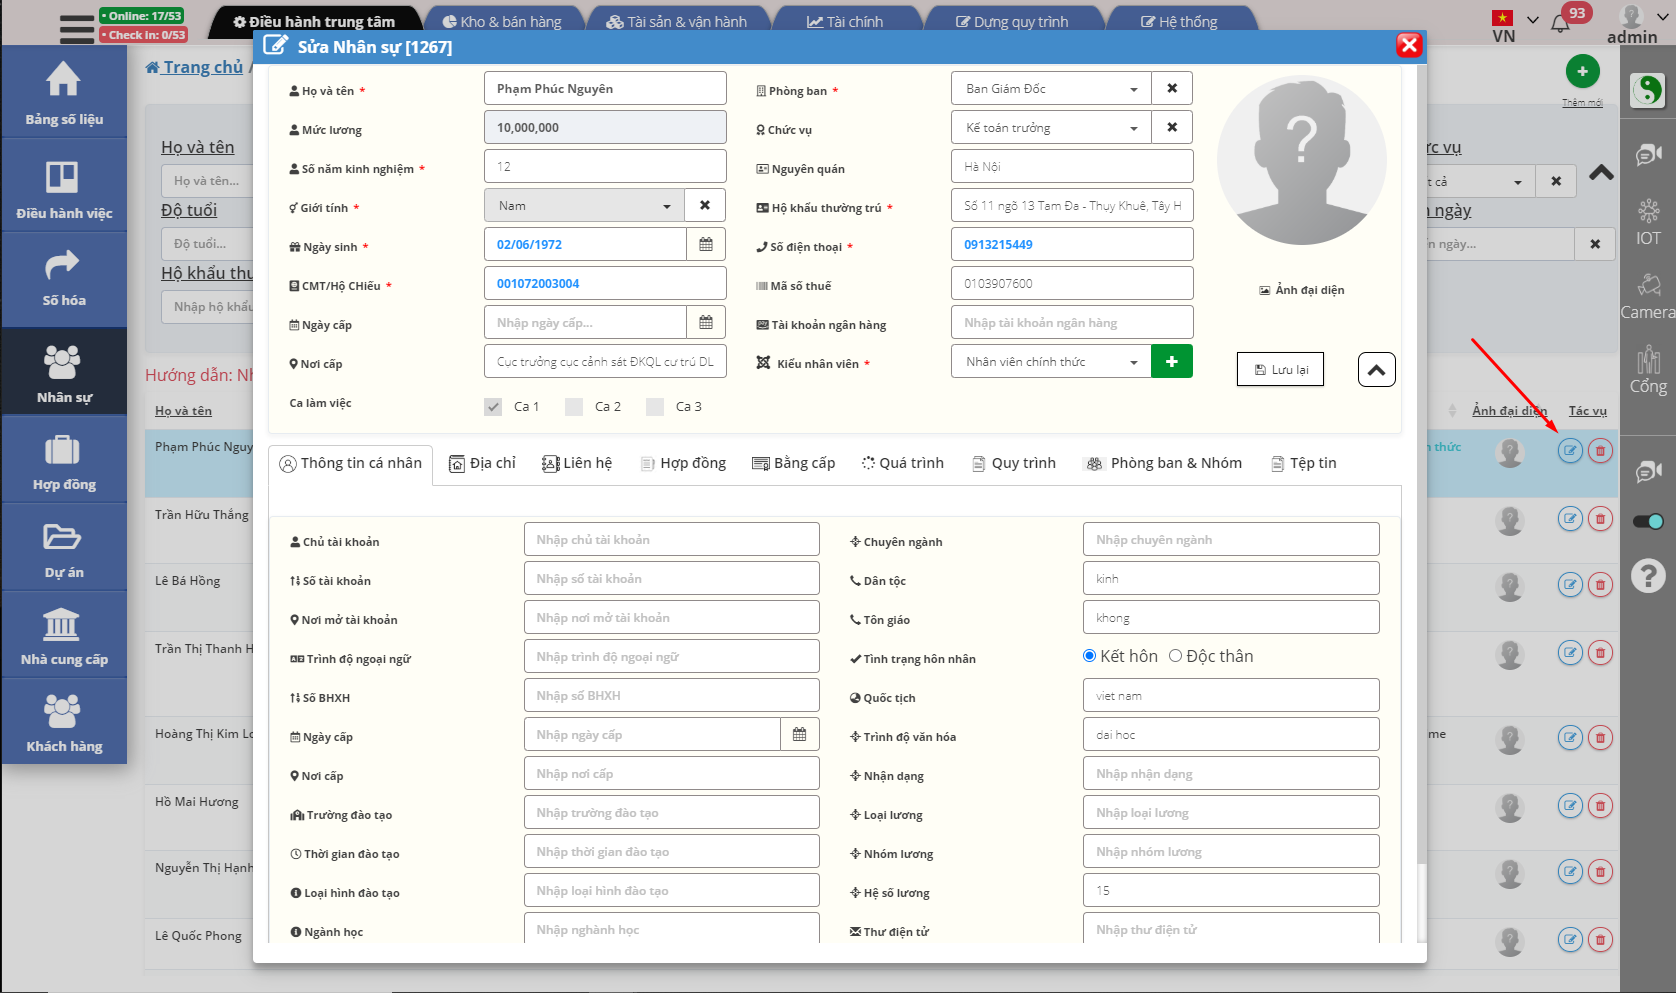 • Online: 17/53
• Check in: 0/53
Điều hành trung tâm
Kho & bán hàng
Tài sản & vận hành
Tài chính
Dựng quy trình
Hệ thống
VN
93
admin
Bảng số liệu
Điều hành việc
Số hóa
Nhân sự
Hợp đồng
Dự án
Nhà cung cấp
Khách hàng
Trang chủ /
Thêm mới
Họ và tên
Họ và tên...
Độ tuổi
Độ tuổi...
Hộ khẩu thư
Nhập hộ khẩu
Hướng dẫn: Nh
Họ và tên
Phạm Phúc Nguy
Trần Hữu Thắng
Lê Bá Hồng
Trần Thị Thanh H
Hoàng Thị Kim Lo
Hồ Mai Hương
Nguyễn Thị Hạnh
Lê Quốc Phong
Sửa Nhân sự [1267]
Họ và tên * Phạm Phúc Nguyên
Phòng ban * Ban Giám Đốc
Mức lương 10,000,000
Chức vụ Kế toán trưởng
Số năm kinh nghiệm * 12
Nguyên quán Hà Nội
Giới tính * Nam
Hộ khẩu thường trú * Số 11 ngõ 13 Tam Đa - Thụy Khuê, Tây H
Ngày sinh * 02/06/1972
Số điện thoại * 0913215449
CMT/Hộ CHiếu * 001072003004
Mã số thuế 0103907600
Ngày cấp Nhập ngày cấp...
Tài khoản ngân hàng Nhập tài khoản ngân hàng
Nơi cấp Cục trưởng cục cảnh sát ĐKQL cư trú DL
Kiểu nhân viên * Nhân viên chính thức
Ca làm việc Ca 1 Ca 2 Ca 3
?
Ảnh đại diện
Lưu lại
Thông tin cá nhân
Địa chỉ
Liên hệ
Hợp đồng
Bằng cấp
Quá trình
Quy trình
Phòng ban & Nhóm
Tệp tin
Chủ tài khoản Nhập chủ tài khoản
Chuyên ngành Nhập chuyên ngành
Số tài khoản Nhập số tài khoản
Dân tộc kinh
Nơi mở tài khoản Nhập nơi mở tài khoản
Tôn giáo khong
Trình độ ngoại ngữ Nhập trình độ ngoại ngữ
Tình trạng hôn nhân Kết hôn Độc thân
Số BHXH Nhập số BHXH
Quốc tịch viet nam
Ngày cấp Nhập ngày cấp
Trình độ văn hóa dai hoc
Nơi cấp Nhập nơi cấp
Nhận dạng Nhập nhận dạng
Trường đào tạo Nhập trường đào tạo
Loại lương Nhập loại lương
Thời gian đào tạo Nhập thời gian đào tạo
Nhóm lương Nhập nhóm lương
Loại hình đào tạo Nhập loại hình đào tạo
Hệ số lương 15
Ngành học Nhập nghành học
Thư điện tử Nhập thư điện tử
ức vụ
t cả
n ngày
n ngày...
Ảnh đại diện
Tác vụ
h thức
me
IOT
Camera
Cổng
?